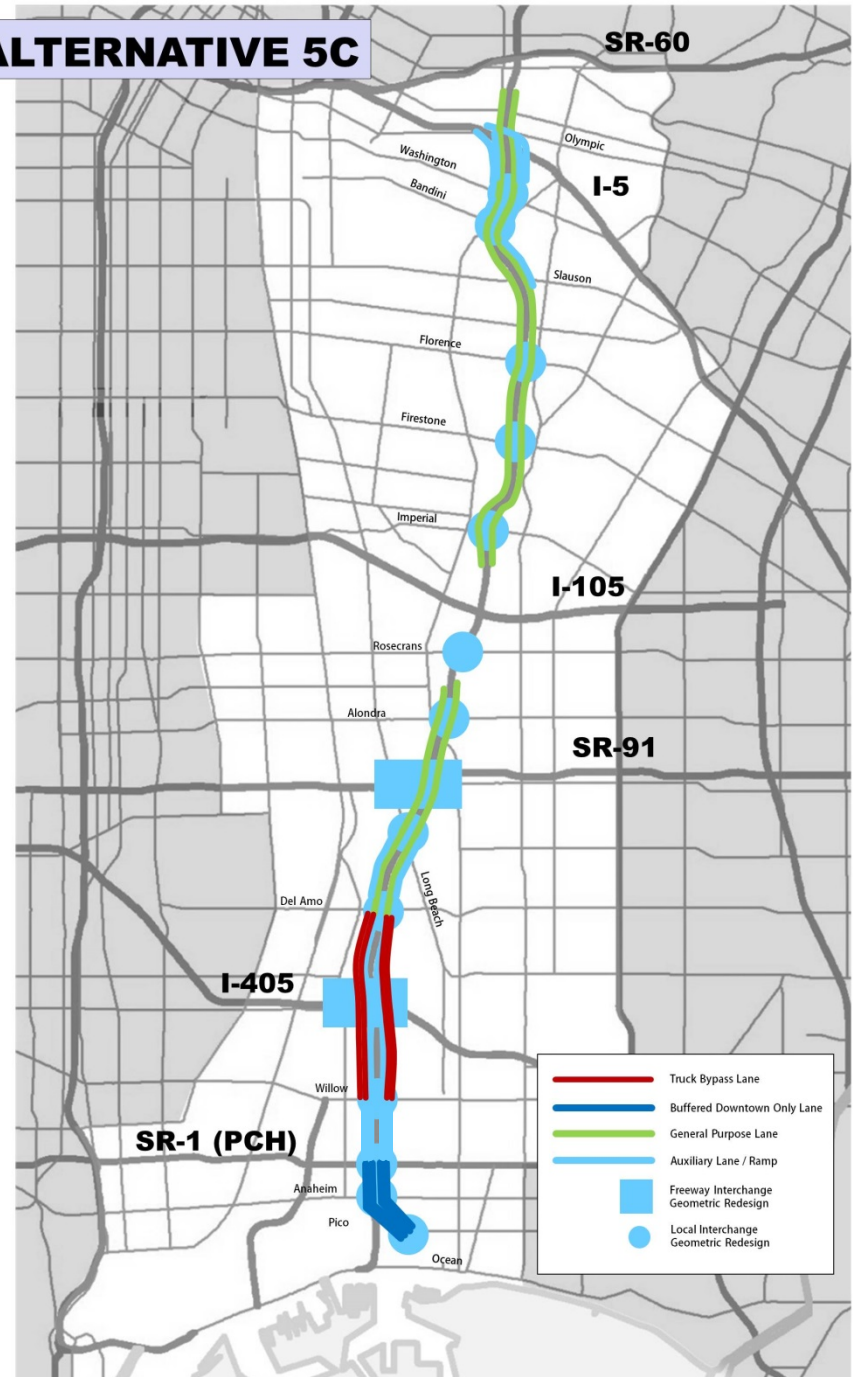 ALTERNATIVE 5C
SR-60
Olympic
Washington
I-5
Bandini
Slauson
Florence
Firestone
Imperial
I-105
Rosecrans
Alondra
SR-91
Long Beach
Del Amo
I-405
Willow
SR-1 (PCH)
Anaheim
Pico
Ocean
Truck Bypass Lane
Buffered Downtown Only Lane
General Purpose Lane
Auxiliary Lane / Ramp
Freeway Interchange
Geometric Redesign
Local Interchange
Geometric Redesign